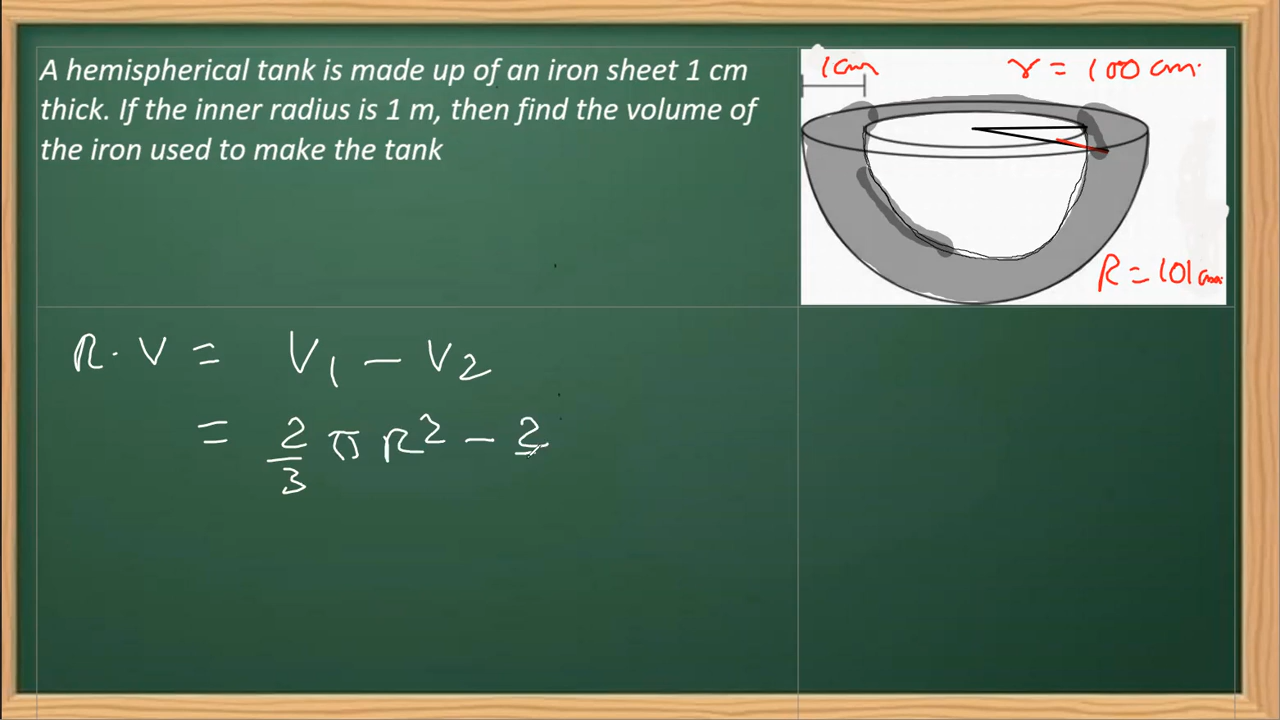 A hemispherical tank is made up of an iron sheet 1 cm
thick. If the inner radius is 1 m, then find the volume of
the iron used to make the tank
1cm
r = 100 cm
R = 101 cm
R. V = V1 - V2
= 2/3 π R2 - 2